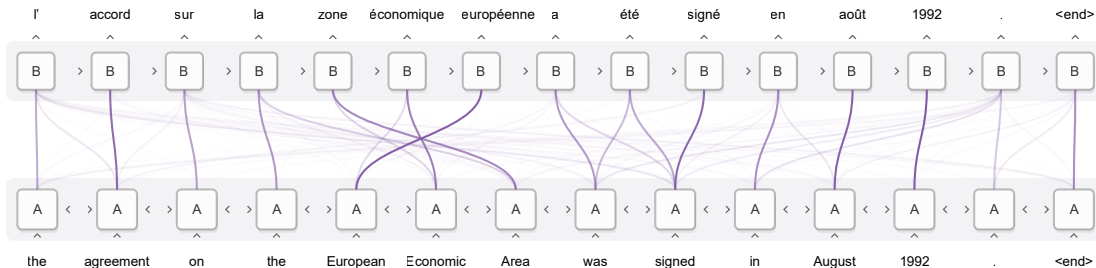 l' accord sur la zone économique européenne a été signé en août 1992 . <end>
B > B > B > B > B > B > B > B > B > B > B > B > B > B > B
A < > A < > A < > A < > A < > A < > A < > A < > A < > A < > A < > A < > A < > A
the agreement on the European Economic Area was signed in August 1992 . <end>